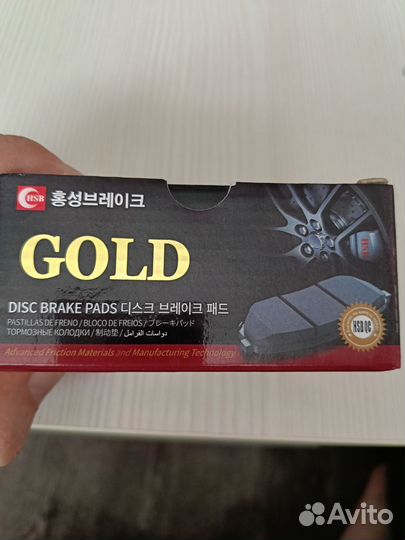 HSB 홍성브레이크
GOLD
DISC BRAKE PADS 디스크 브레이크 패드
PASTILLAS DE FRENO / BLOCO DE FREIOS / ブレーキパッド
ТОРМОЗНЫЕ КОЛОДКИ / 制动垫 / دواسات الفرامل
Advanced Friction Materials and Manufacturing Technology
HSB QC
Avito